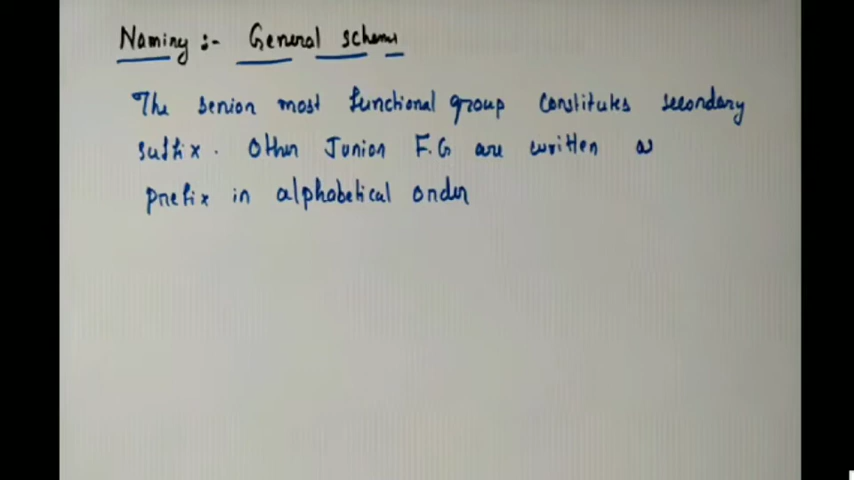 Naming :- General scheme
The senior most functional group constitutes secondary
suffix. Other Junior F.G are written as
prefix in alphabetical order